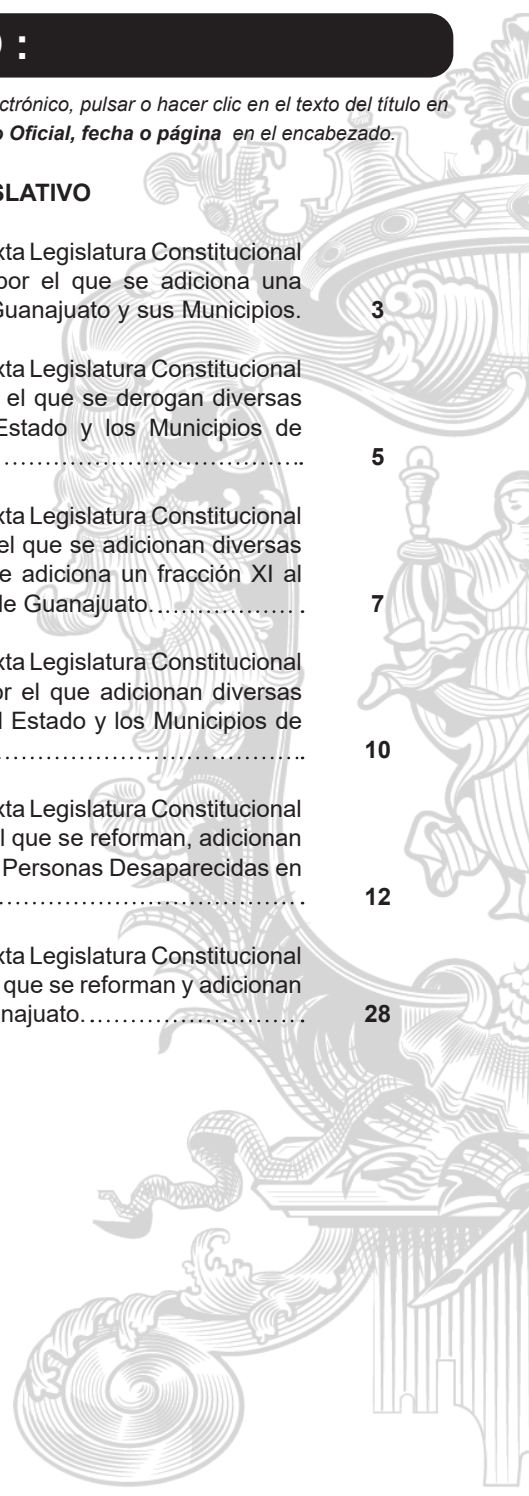 :
ctrónico, pulsar o hacer clic en el texto del título en
Oficial, fecha o página en el encabezado.
SLATIVO
xta Legislatura Constitucional
por el que se adiciona una
Guanajuato y sus Municipios. 3
xta Legislatura Constitucional
el que se derogan diversas
Estado y los Municipios de
5
xta Legislatura Constitucional
el que se adicionan diversas
e adiciona un fracción XI al
de Guanajuato. 7
xta Legislatura Constitucional
or el que adicionan diversas
l Estado y los Municipios de
10
xta Legislatura Constitucional
l que se reforman, adicionan
Personas Desaparecidas en
12
xta Legislatura Constitucional
que se reforman y adicionan
najuato. 28